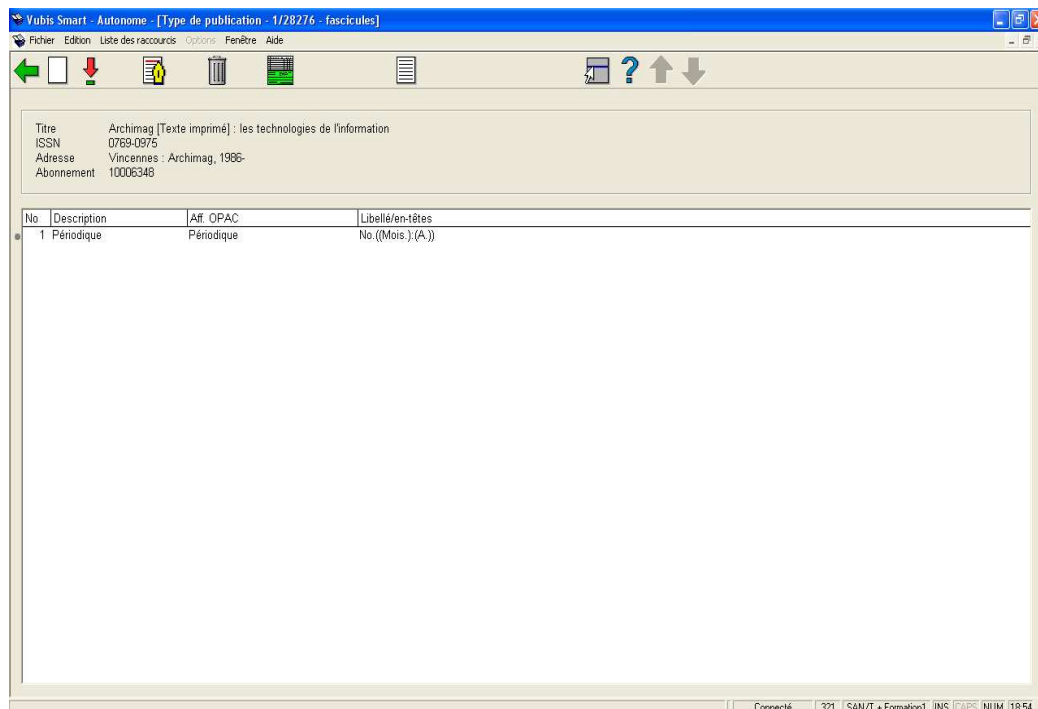 Vubis Smart - Autonome - [Type de publication - 1/28276 - fascicules]
Fichier Edition Liste des raccourcis Options Fenêtre Aide
Titre Archimag [Texte imprimé] : les technologies de l'information
ISSN 0769-0975
Adresse Vincennes : Archimag, 1986-
Abonnement 10006348
No Description Aff. OPAC Libellé/en-têtes
1 Périodique Périodique No.((Mois.):(A.))
Connecté 321 SAN/T + Formation1 INS CAPS NUM 18:54